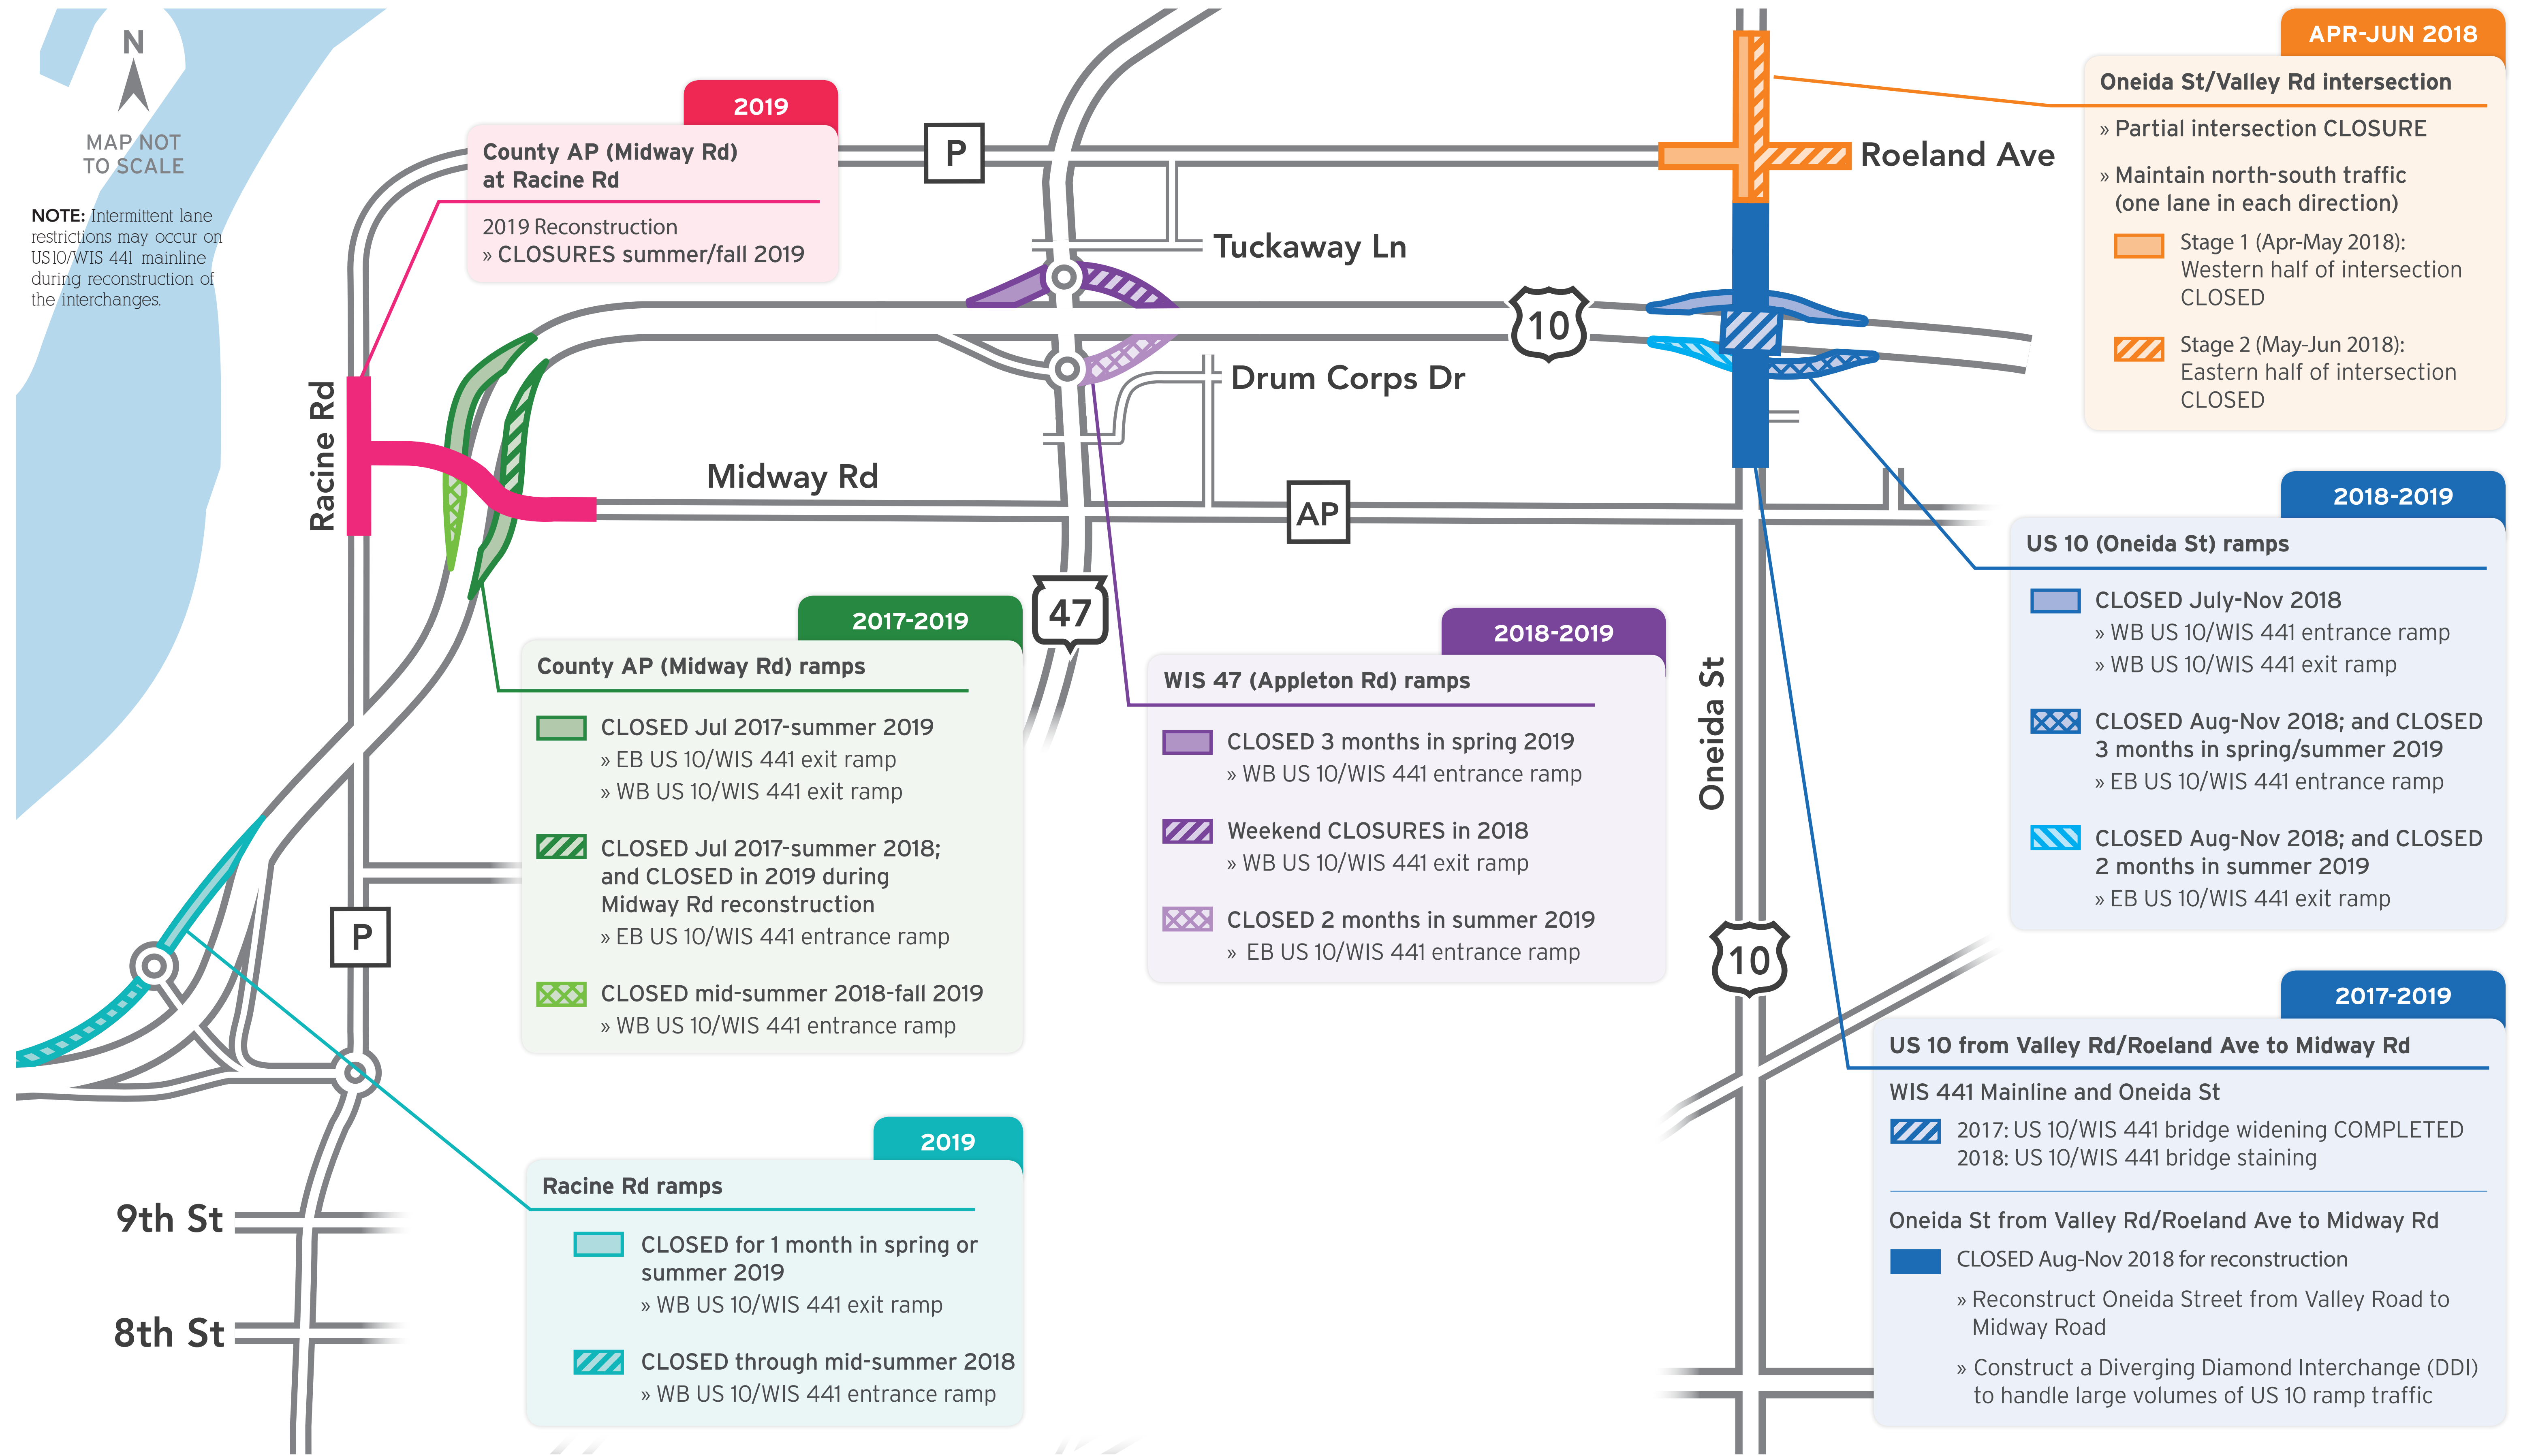 N
MAP NOT
TO SCALE
NOTE: Intermittent lane
restrictions may occur on
US10/WIS 441 mainline
during reconstruction of
the interchanges.
2019
County AP (Midway Rd)
at Racine Rd
2019 Reconstruction
» CLOSURES summer/fall 2019
P
Roeland Ave
Tuckaway Ln
10
Drum Corps Dr
Racine Rd
Midway Rd
AP
47
Oneida St
10
P
9th St
8th St
APR-JUN 2018
Oneida St/Valley Rd intersection
» Partial intersection CLOSURE
» Maintain north-south traffic
(one lane in each direction)
Stage 1 (Apr-May 2018):
Western half of intersection
CLOSED
Stage 2 (May-Jun 2018):
Eastern half of intersection
CLOSED
2018-2019
US 10 (Oneida St) ramps
CLOSED July-Nov 2018
» WB US 10/WIS 441 entrance ramp
» WB US 10/WIS 441 exit ramp
CLOSED Aug-Nov 2018; and CLOSED
3 months in spring/summer 2019
» EB US 10/WIS 441 entrance ramp
CLOSED Aug-Nov 2018; and CLOSED
2 months in summer 2019
» EB US 10/WIS 441 exit ramp
2017-2019
County AP (Midway Rd) ramps
CLOSED Jul 2017-summer 2019
» EB US 10/WIS 441 exit ramp
» WB US 10/WIS 441 exit ramp
CLOSED Jul 2017-summer 2018;
and CLOSED in 2019 during
Midway Rd reconstruction
» EB US 10/WIS 441 entrance ramp
CLOSED mid-summer 2018-fall 2019
» WB US 10/WIS 441 entrance ramp
2018-2019
WIS 47 (Appleton Rd) ramps
CLOSED 3 months in spring 2019
» WB US 10/WIS 441 entrance ramp
Weekend CLOSURES in 2018
» WB US 10/WIS 441 exit ramp
CLOSED 2 months in summer 2019
» EB US 10/WIS 441 entrance ramp
2017-2019
US 10 from Valley Rd/Roeland Ave to Midway Rd
WIS 441 Mainline and Oneida St
2017: US 10/WIS 441 bridge widening COMPLETED
2018: US 10/WIS 441 bridge staining
Oneida St from Valley Rd/Roeland Ave to Midway Rd
CLOSED Aug-Nov 2018 for reconstruction
» Reconstruct Oneida Street from Valley Road to
Midway Road
» Construct a Diverging Diamond Interchange (DDI)
to handle large volumes of US 10 ramp traffic
2019
Racine Rd ramps
CLOSED for 1 month in spring or
summer 2019
» WB US 10/WIS 441 exit ramp
CLOSED through mid-summer 2018
» WB US 10/WIS 441 entrance ramp